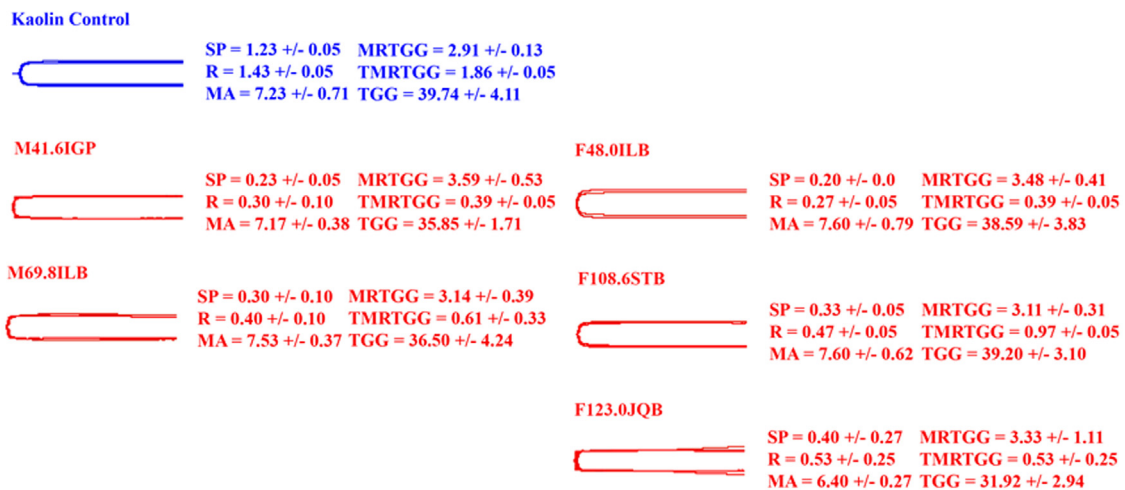 Kaolin Control
SP = 1.23 +/- 0.05 MRTGG = 2.91 +/- 0.13
R = 1.43 +/- 0.05 TMRTGG = 1.86 +/- 0.05
MA = 7.23 +/- 0.71 TGG = 39.74 +/- 4.11
M41.6IGP
SP = 0.23 +/- 0.05 MRTGG = 3.59 +/- 0.53
R = 0.30 +/- 0.10 TMRTGG = 0.39 +/- 0.05
MA = 7.17 +/- 0.38 TGG = 35.85 +/- 1.71
M69.8ILB
SP = 0.30 +/- 0.10 MRTGG = 3.14 +/- 0.39
R = 0.40 +/- 0.10 TMRTGG = 0.61 +/- 0.33
MA = 7.53 +/- 0.37 TGG = 36.50 +/- 4.24
F48.0ILB
SP = 0.20 +/- 0.0 MRTGG = 3.48 +/- 0.41
R = 0.27 +/- 0.05 TMRTGG = 0.39 +/- 0.05
MA = 7.60 +/- 0.79 TGG = 38.59 +/- 3.83
F108.6STB
SP = 0.33 +/- 0.05 MRTGG = 3.11 +/- 0.31
R = 0.47 +/- 0.05 TMRTGG = 0.97 +/- 0.05
MA = 7.60 +/- 0.62 TGG = 39.20 +/- 3.10
F123.0JQB
SP = 0.40 +/- 0.27 MRTGG = 3.33 +/- 1.11
R = 0.53 +/- 0.25 TMRTGG = 0.53 +/- 0.25
MA = 6.40 +/- 0.27 TGG = 31.92 +/- 2.94